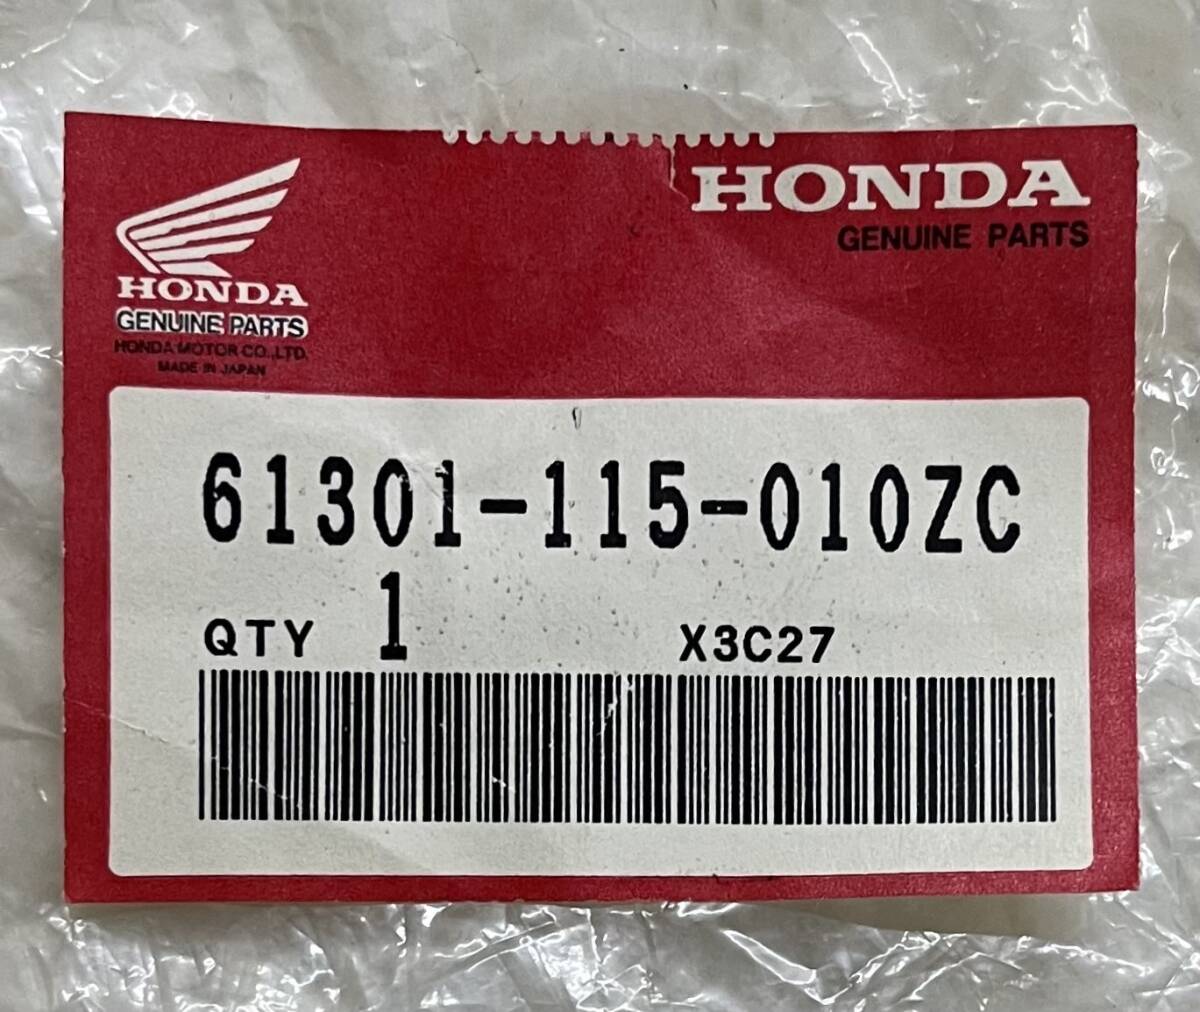 HONDA
GENUINE PARTS
HONDA
GENUINE PARTS
HONDA MOTOR CO.,LTD.
MADE IN JAPAN
61301-115-010ZC
QTY 1 X3C27